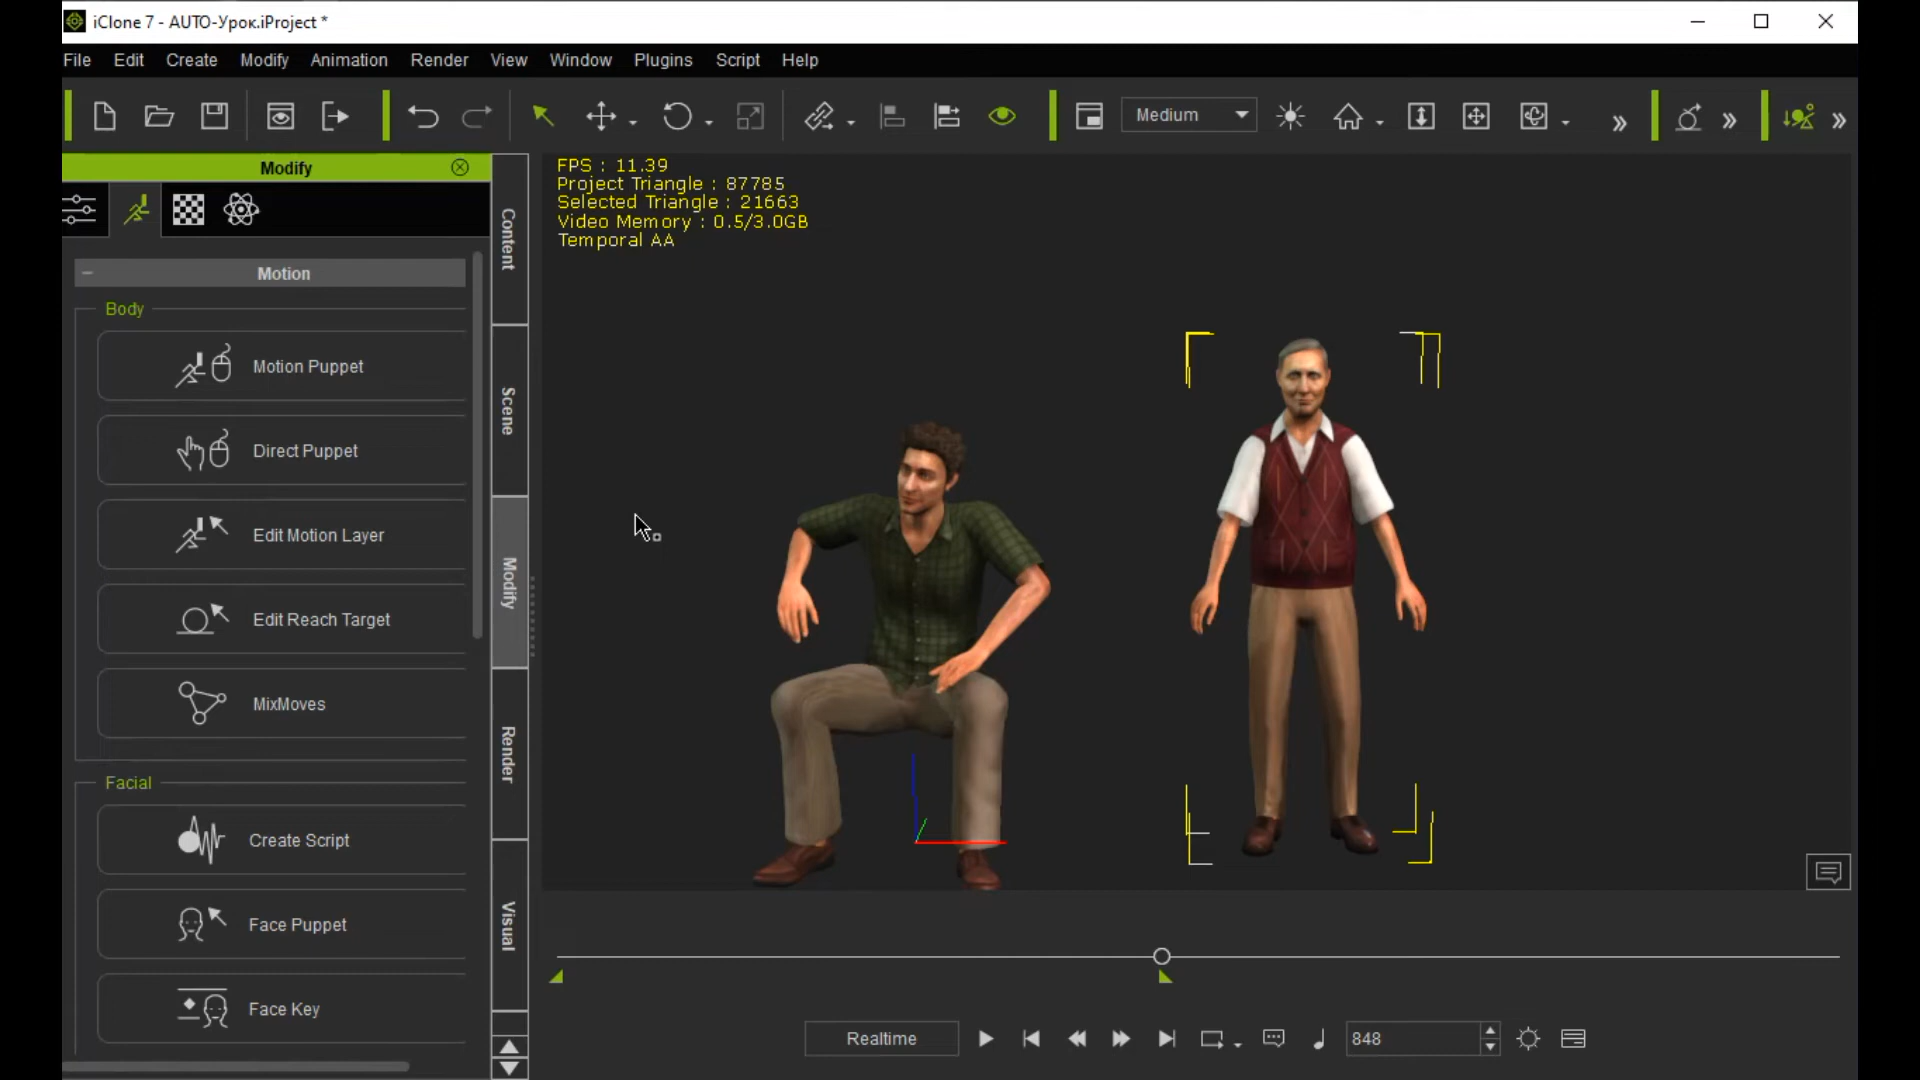 iClone 7 - AUTO-Урок.iProject *
File Edit Create Modify Animation Render View Window Plugins Script Help
Medium
Modify
Motion
Body
Motion Puppet
Direct Puppet
Edit Motion Layer
Edit Reach Target
MixMoves
Facial
Create Script
Face Puppet
Face Key
Content
Scene
Modify
Render
Visual
FPS : 11.39
Project Triangle : 87785
Selected Triangle : 21663
Video Memory : 0.5/3.0GB
Temporal AA
Realtime
848